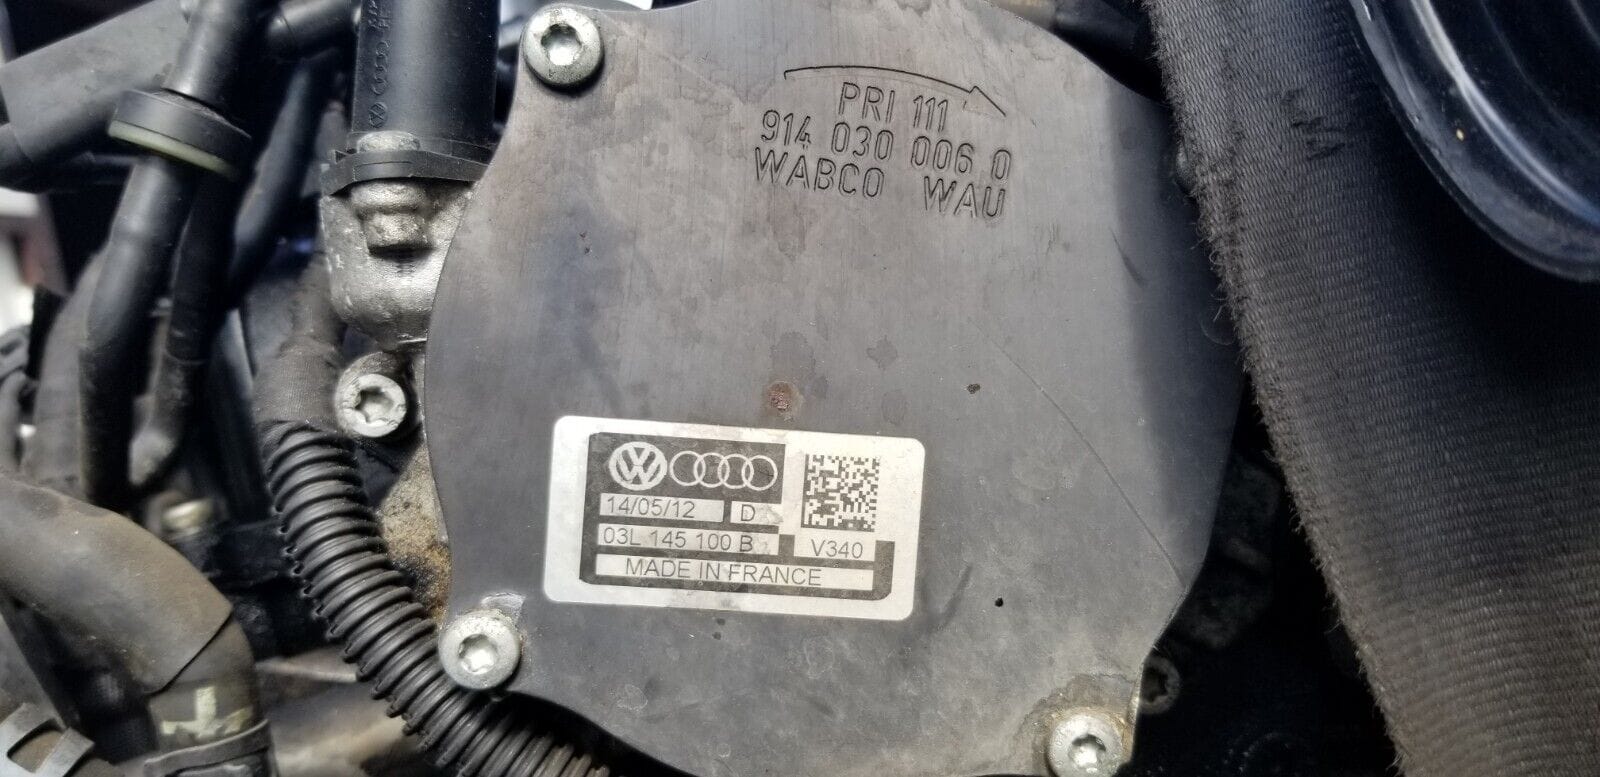 PRI 111
914 030 006 0
WABCO WAU
14/05/12 D
03L 145 100 B V340
MADE IN FRANCE